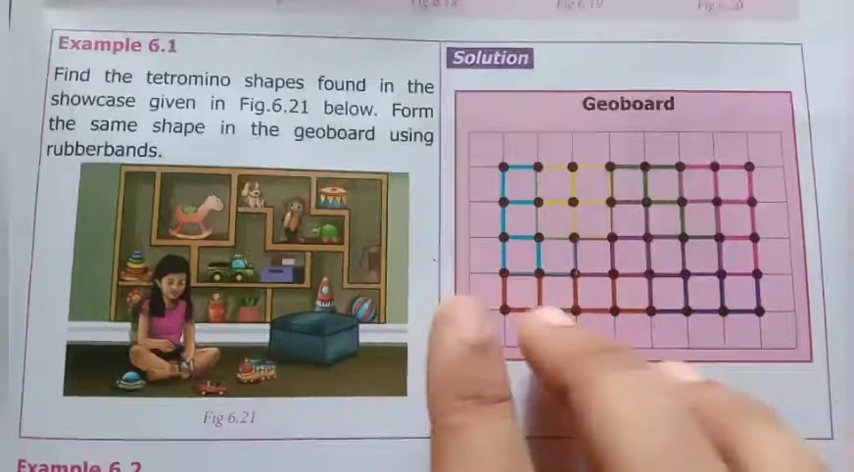 Example 6.1
Find the tetromino shapes found in the
showcase given in Fig.6.21 below. Form
the same shape in the geoboard using
rubberbands.
Fig 6.21
Solution
Geoboard
Example 6.2